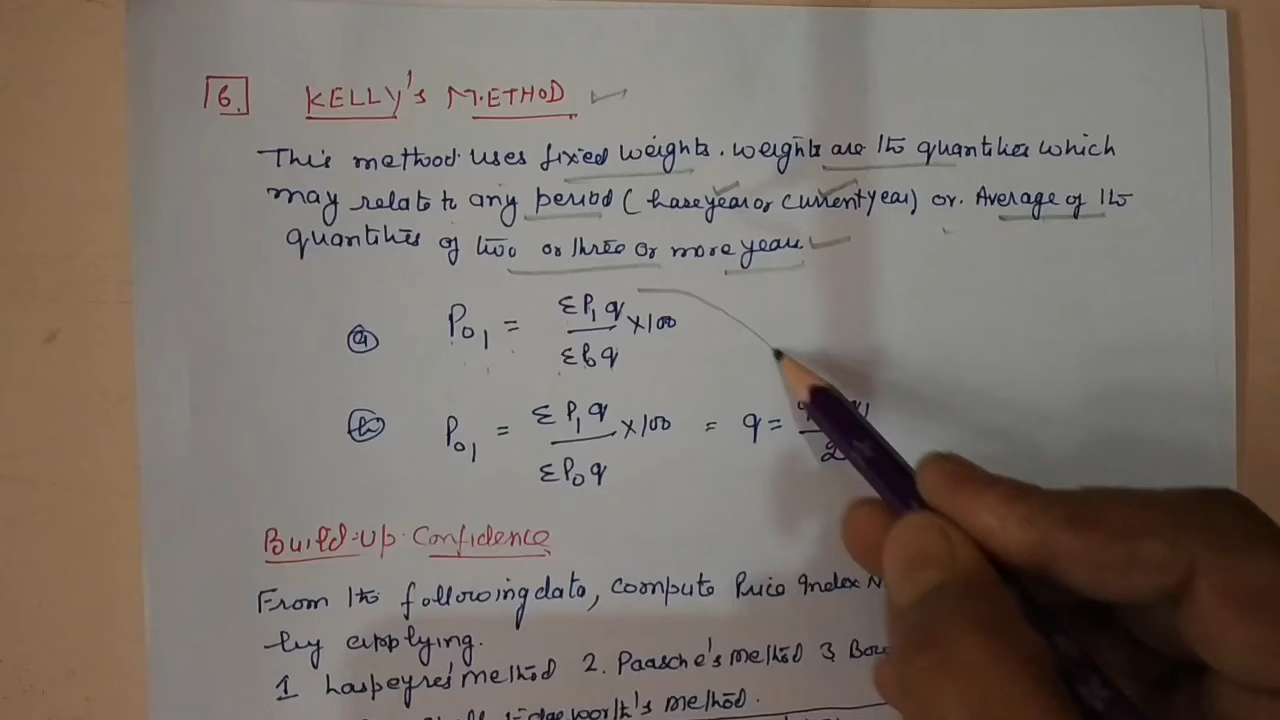 6. KELLY's METHOD
This method uses fixed weights. weights are the quantities which
may relate to any period (base year or current year) or Average of the
quantities of two or three or more years.
a P01 = ΣP1q / ΣP0q ×100
b P01 = ΣP1q / ΣP0q ×100 = q =
Build-up Confidence
From the following data, compute Price Index
by applying.
1 Laspeyre's method 2. Paasche's method 3
method.